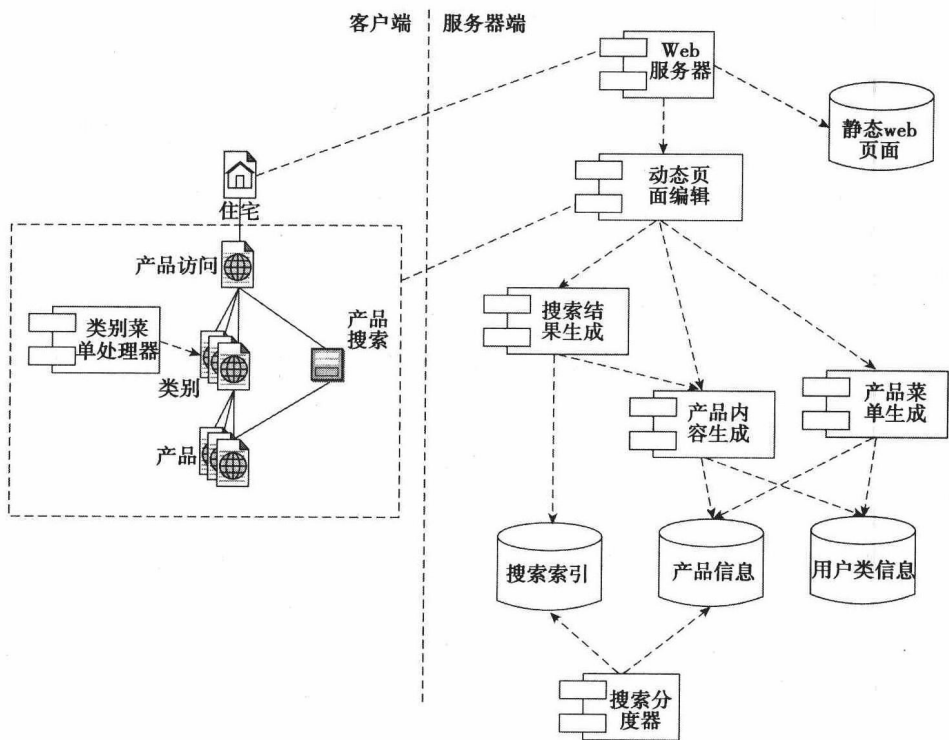 客户端
服务器端
Web
服务器
静态web
页面
动态页
面编辑
住宅
产品访问
类别菜
单处理器
产品
搜索
类别
产品
搜索结
果生成
产品内
容生成
产品菜
单生成
搜索索引
产品信息
用户类信息
搜索分
度器